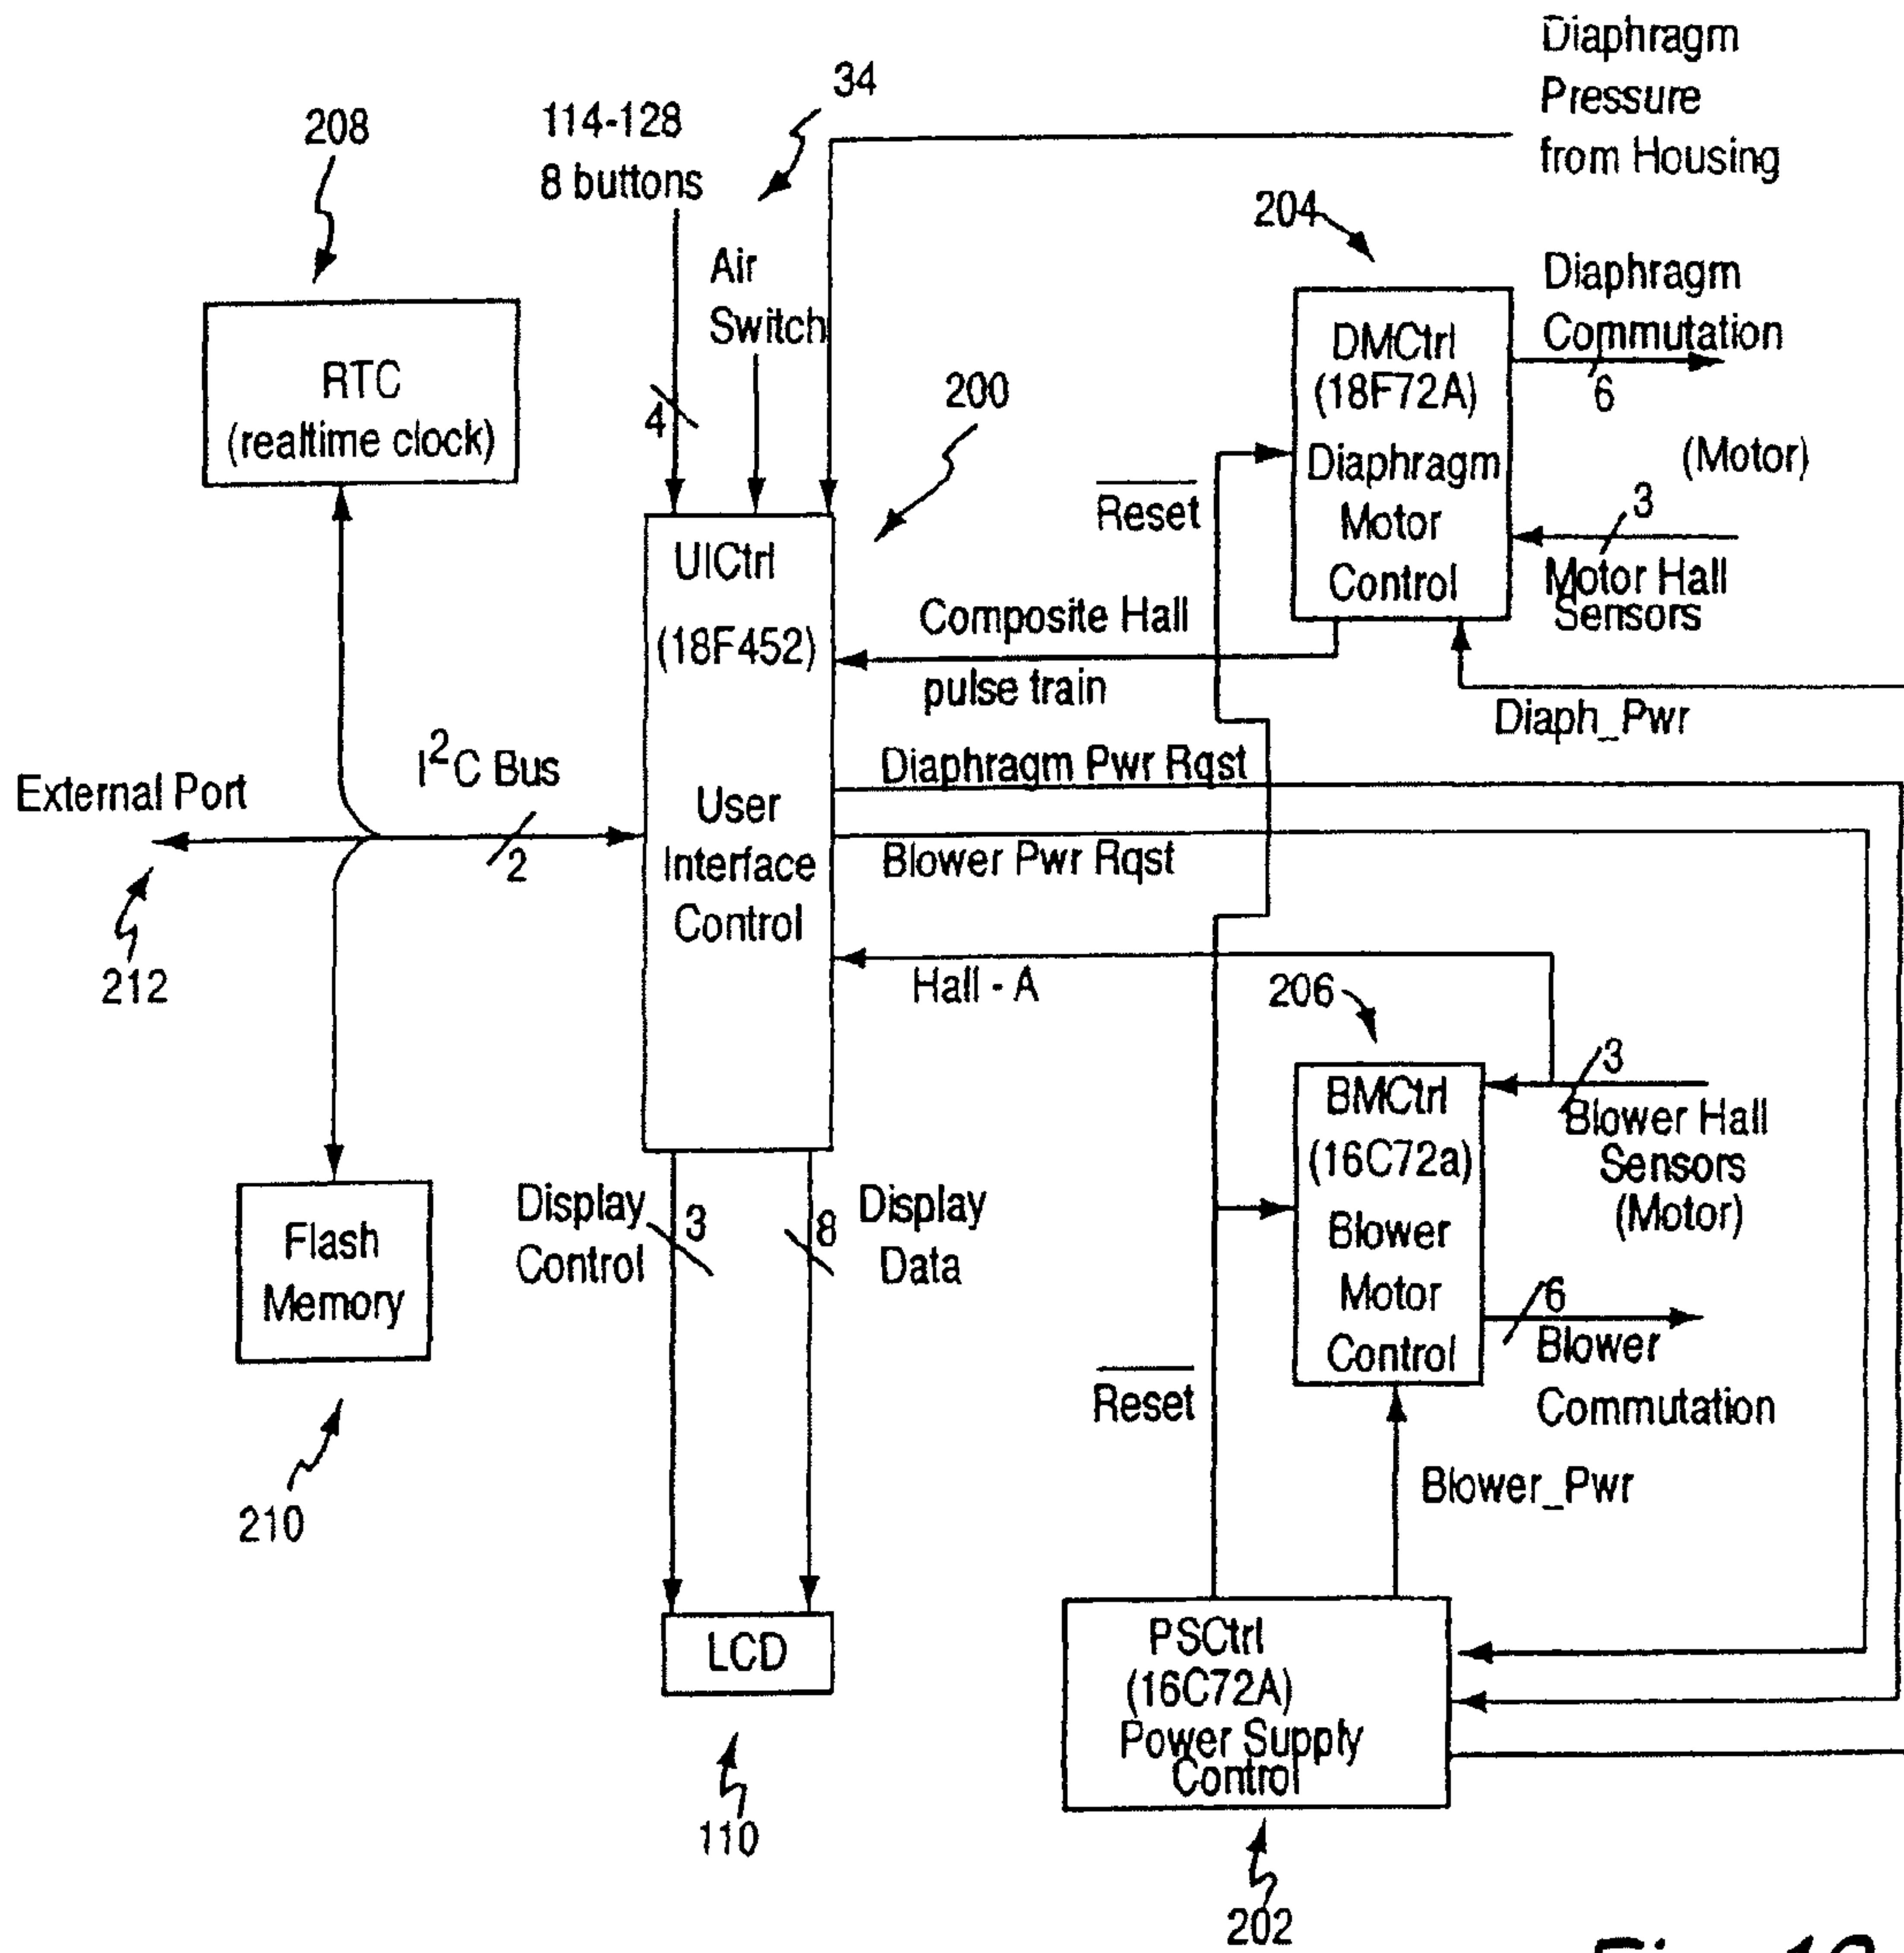 Diaphragm
Pressure
from Housing
34
208
114-128
8 buttons
Air
Switch
204
Diaphragm
Commutation
6
(Motor)
3
Motor Hall
Sensors
RTC
(realtime clock)
4
200
DMCtrl
(18F72A)
Diaphragm
Motor
Control
Reset
UICtrl
(18F452)
User
Interface
Control
Composite Hall
pulse train
Diaph_Pwr
Diaphragm Pwr Rqst
Blower Pwr Rqst
External Port
I²C Bus
2
212
Hall - A
206
3
Blower Hall
Sensors
(Motor)
BMCtrl
(16C72a)
Blower
Motor
Control
6
Blower
Commutation
Flash
Memory
210
Display
Control
3
8
Display
Data
Reset
Blower_Pwr
LCD
110
PSCtrl
(16C72A)
Power Supply
Control
202